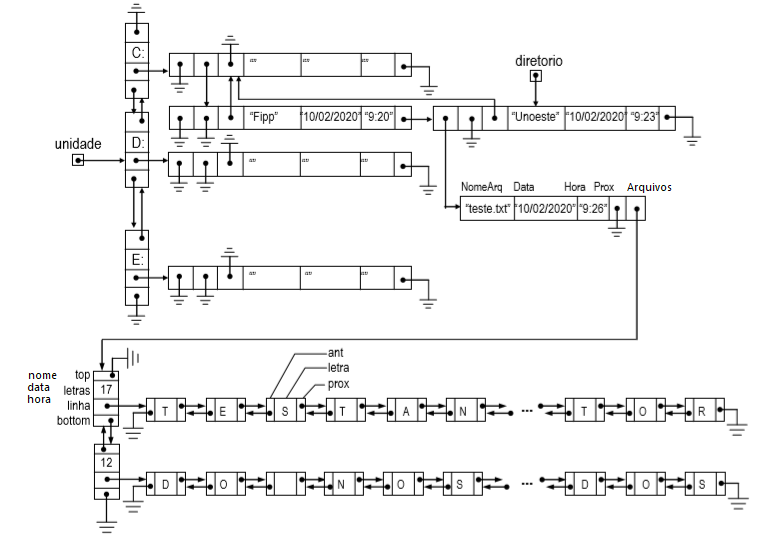 C:
“” “” “”
diretorio
“Fipp” “10/02/2020” “9:20” “Unoeste” “10/02/2020” “9:23”
unidade
D:
“” “” “”
NomeArq Data Hora Prox Arquivos
“teste.txt” “10/02/2020” “9:26”
E:
“” “” “”
ant
nome top letra
data letras 17 prox
hora linha T E S T A N ... T O R
bottom
12
D O N O S ... D O S